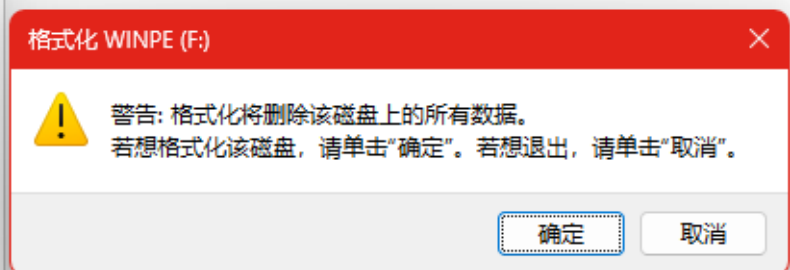 格式化 WINPE (F:)
警告: 格式化将删除该磁盘上的所有数据。
若想格式化该磁盘，请单击“确定”。若想退出，请单击“取消”。
确定
取消